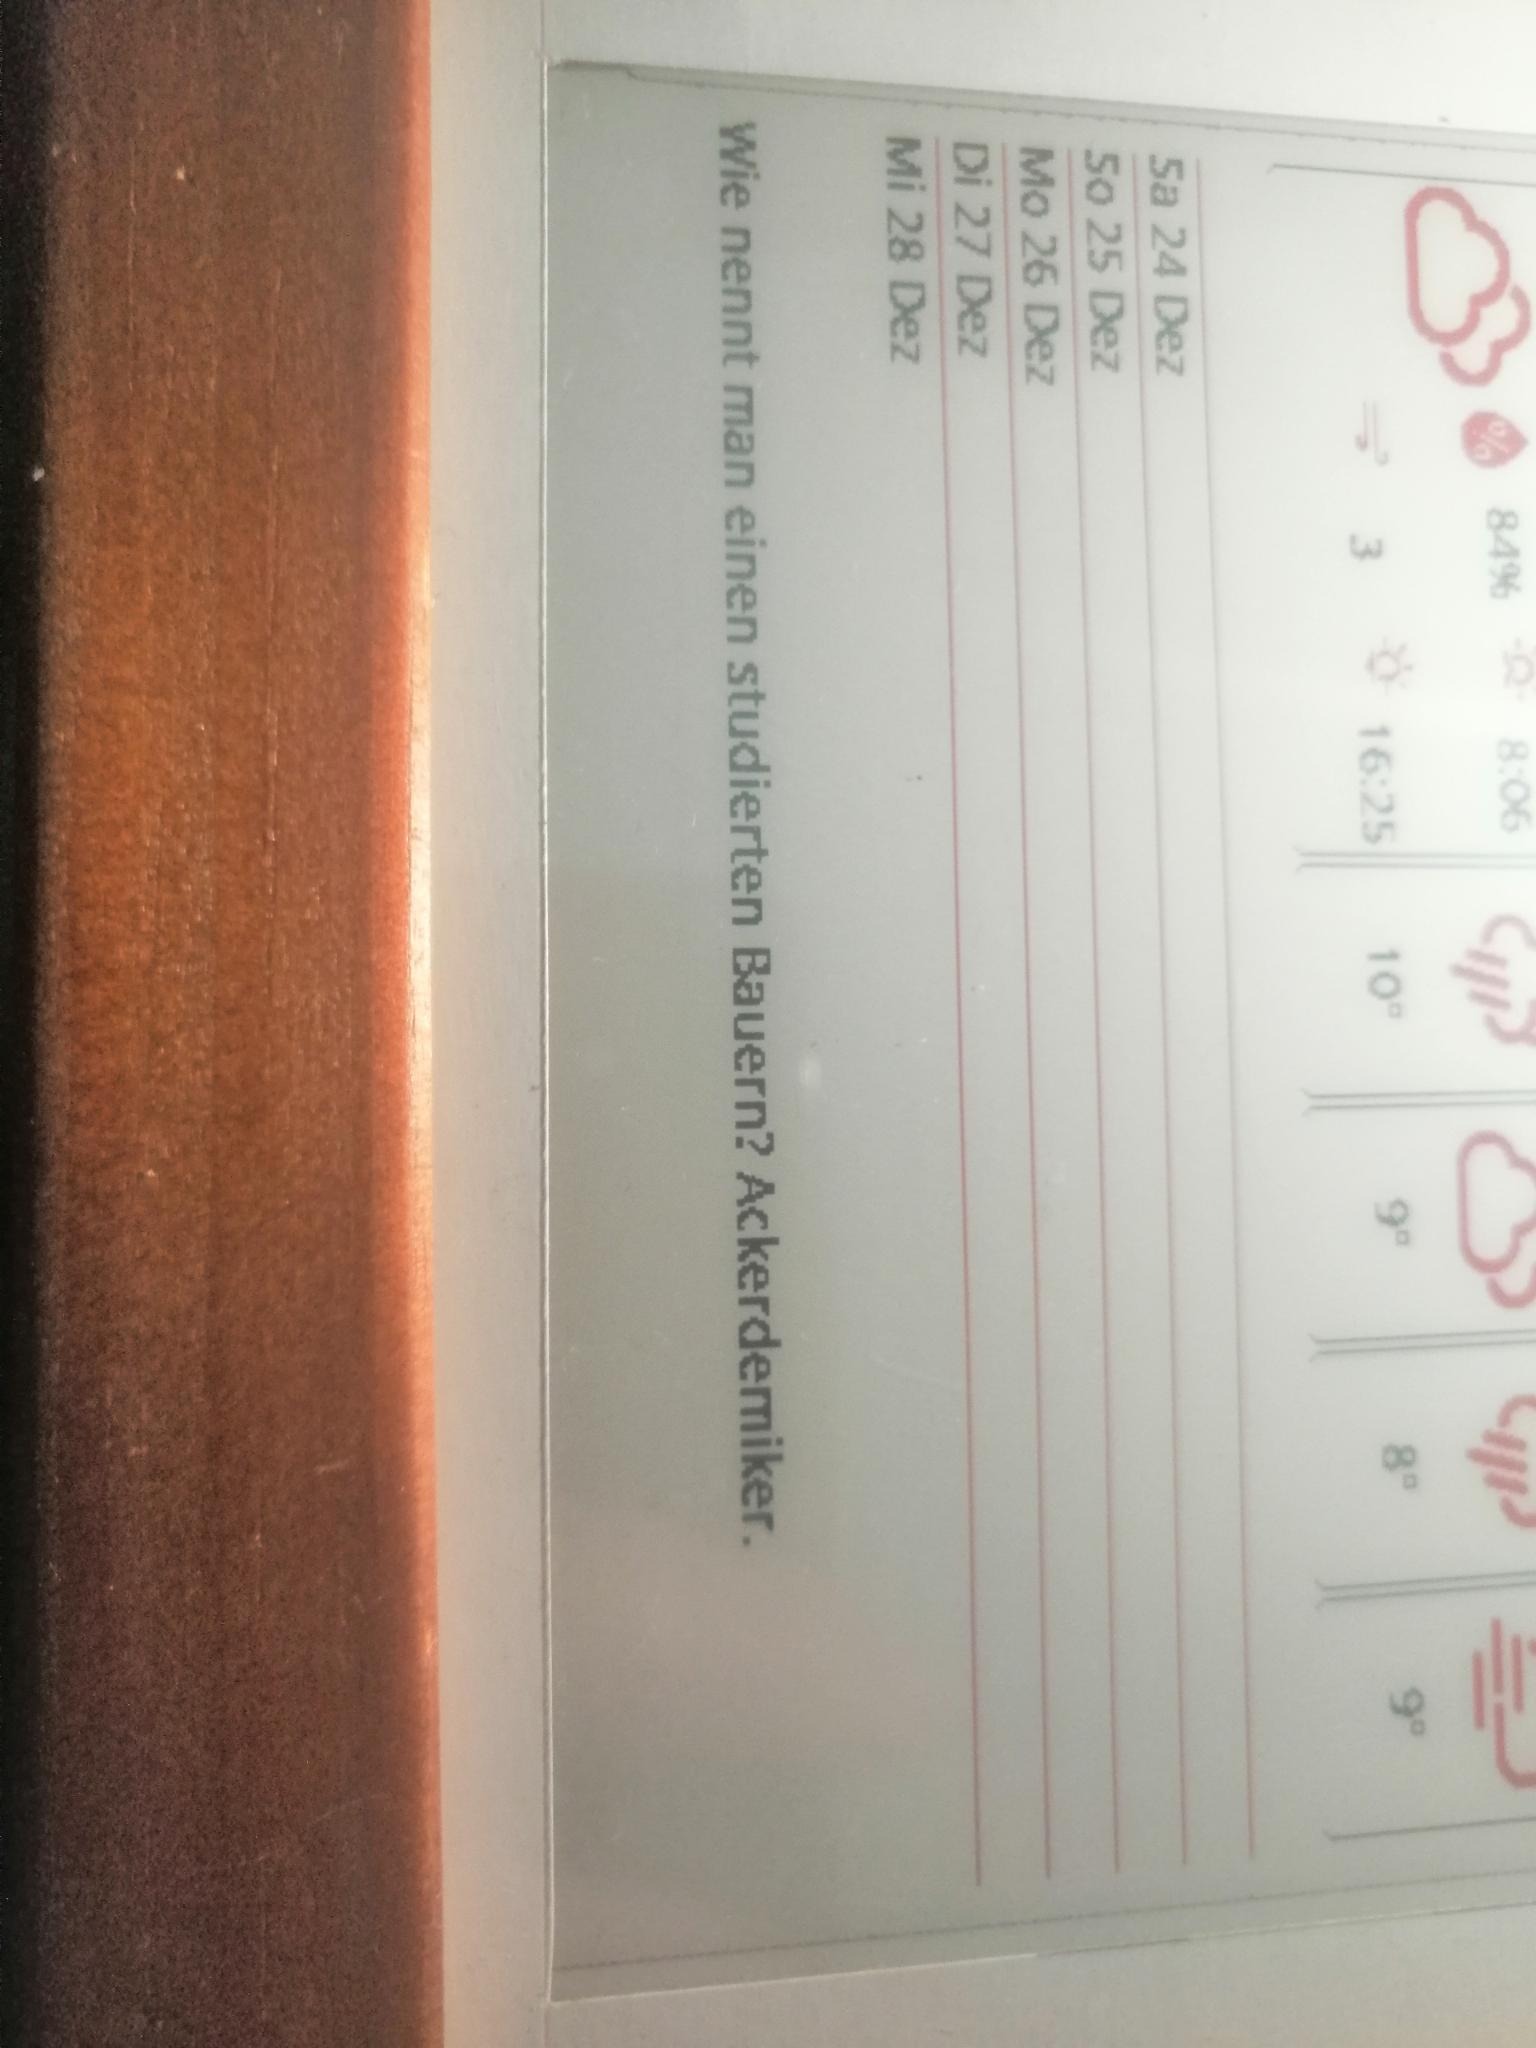 84% 8:06
3 16:25 10° 9° 8° 9°
Sa 24 Dez
So 25 Dez
Mo 26 Dez
Di 27 Dez
Mi 28 Dez
Wie nennt man einen studierten Bauern? Ackerdemiker.